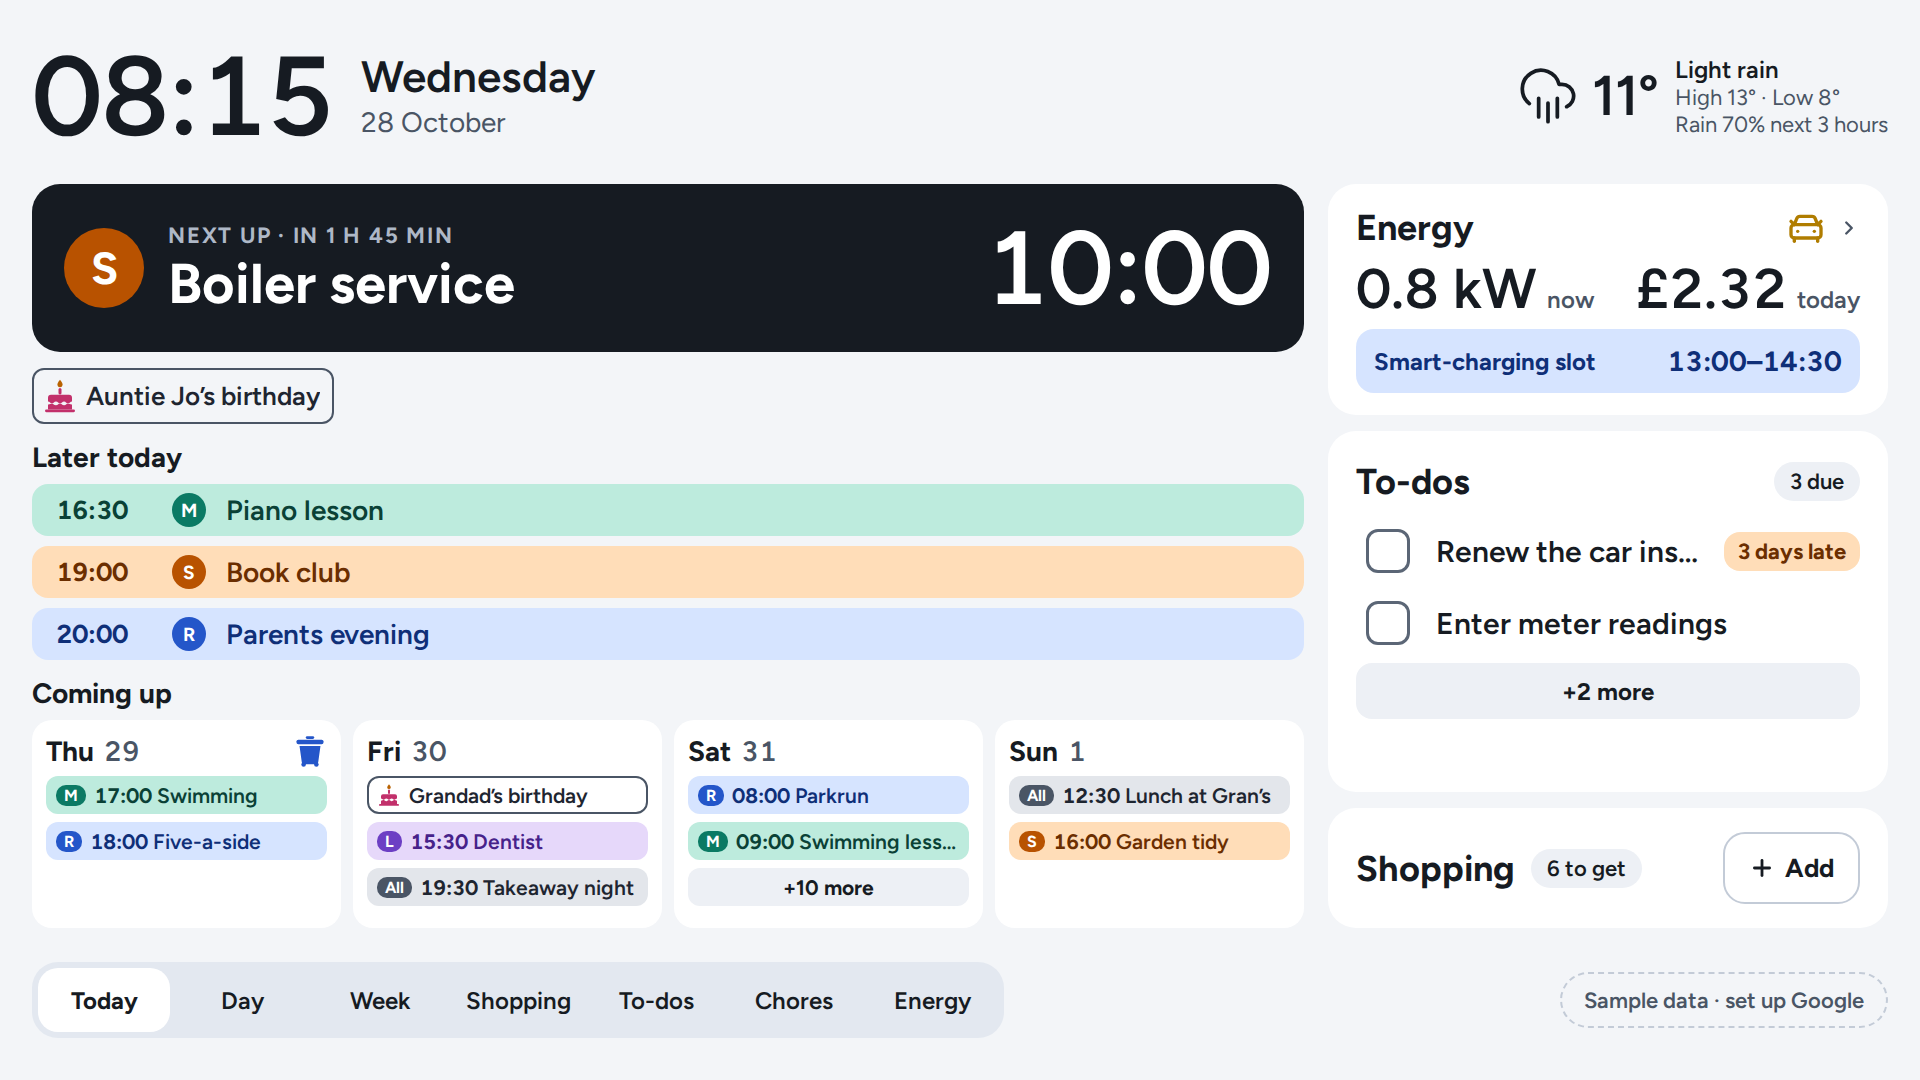 08:15
Wednesday
28 October
11°
Light rain
High 13° · Low 8°
Rain 70% next 3 hours
S
NEXT UP · IN 1 H 45 MIN
Boiler service
10:00
Auntie Jo’s birthday
Later today
16:30 M Piano lesson
19:00 S Book club
20:00 R Parents evening
Coming up
Thu 29
M 17:00 Swimming
R 18:00 Five-a-side
Fri 30
Grandad’s birthday
L 15:30 Dentist
All 19:30 Takeaway night
Sat 31
R 08:00 Parkrun
M 09:00 Swimming less...
+10 more
Sun 1
All 12:30 Lunch at Gran’s
S 16:00 Garden tidy
Energy
0.8 kW now £2.32 today
Smart-charging slot 13:00–14:30
To-dos 3 due
Renew the car ins... 3 days late
Enter meter readings
+2 more
Shopping 6 to get + Add
Today Day Week Shopping To-dos Chores Energy
Sample data · set up Google